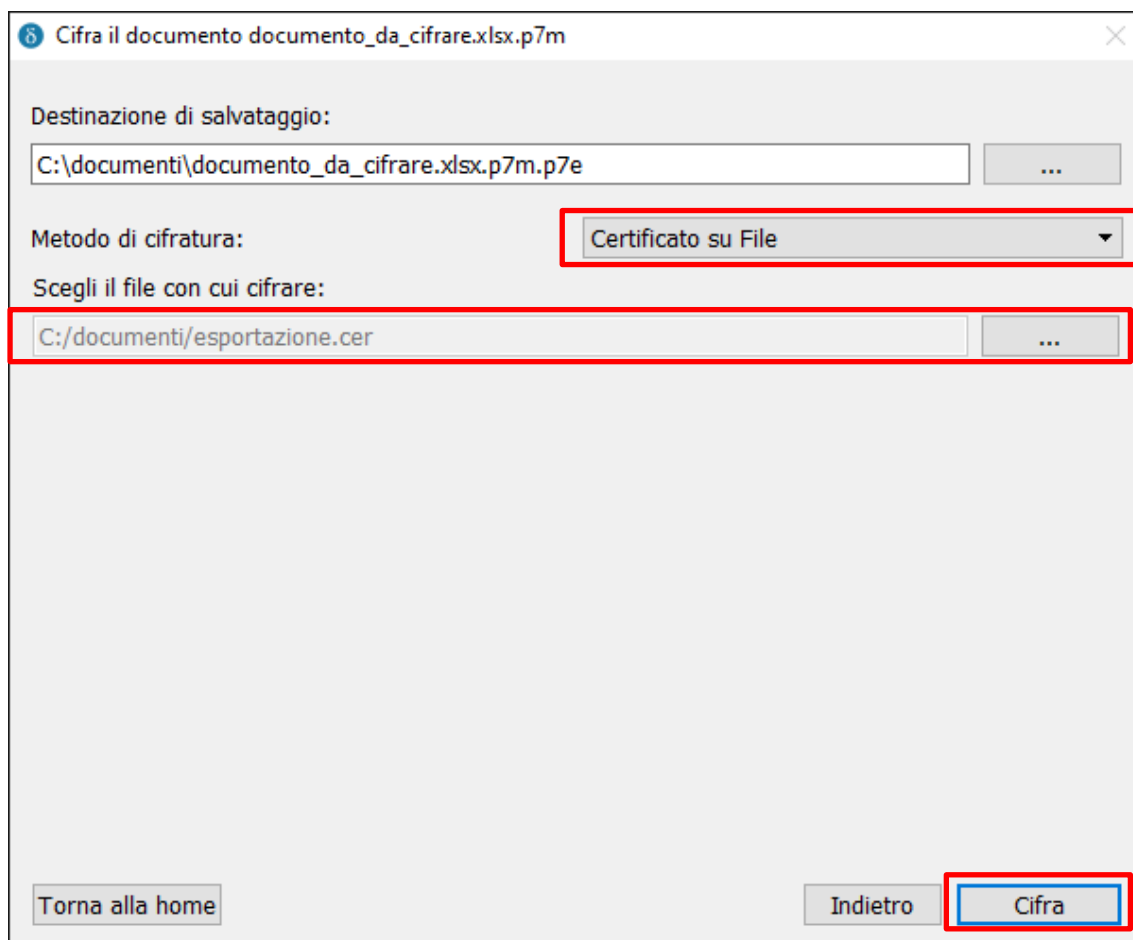 δ Cifra il documento documento_da_cifrare.xlsx.p7m
Destinazione di salvataggio:
C:\documenti\documento_da_cifrare.xlsx.p7m.p7e ...
Metodo di cifratura: Certificato su File
Scegli il file con cui cifrare:
C:/documenti/esportazione.cer ...
Torna alla home Indietro Cifra